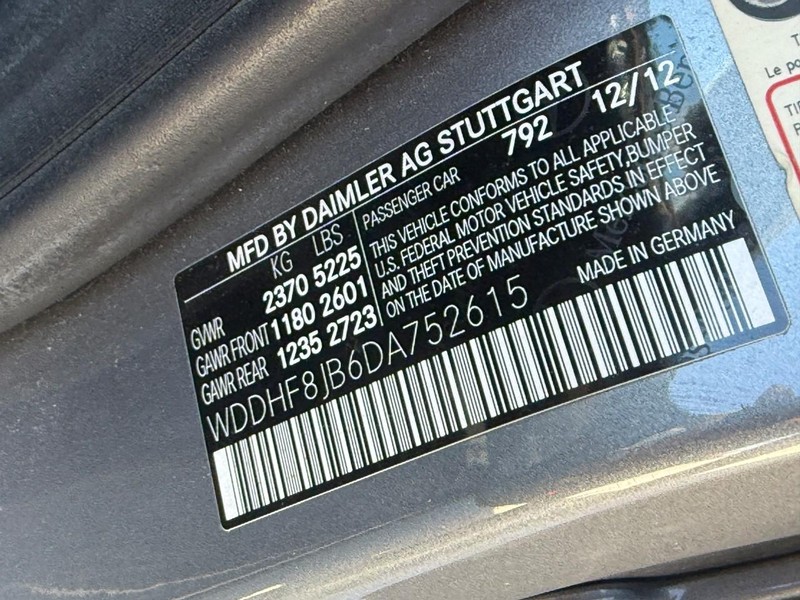 MFD BY DAIMLER AG STUTTGART
792 12/12
KG LBS
GVWR 2370 5225
GAWR FRONT 1180 2601
GAWR REAR 1235 2723
PASSENGER CAR
THIS VEHICLE CONFORMS TO ALL APPLICABLE
U.S. FEDERAL MOTOR VEHICLE SAFETY, BUMPER
AND THEFT PREVENTION STANDARDS IN EFFECT
ON THE DATE OF MANUFACTURE SHOWN ABOVE
MADE IN GERMANY
WDDHF8JB6DA752615
Le